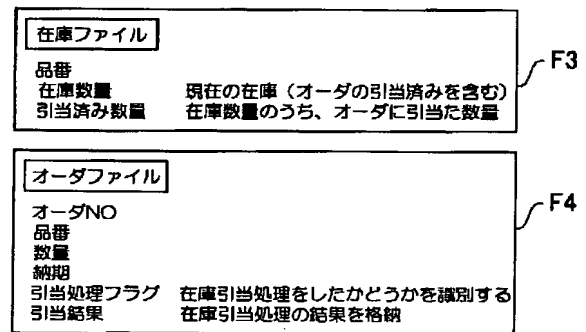 在庫ファイル
F3
品番
在庫数量 現在の在庫（オーダの引当済みを含む）
引当済み数量 在庫数量のうち、オーダに引当た数量
オーダファイル
F4
オーダNO
品番
数量
納期
引当処理フラグ 在庫引当処理をしたかどうかを識別する
引当結果 在庫引当処理の結果を格納